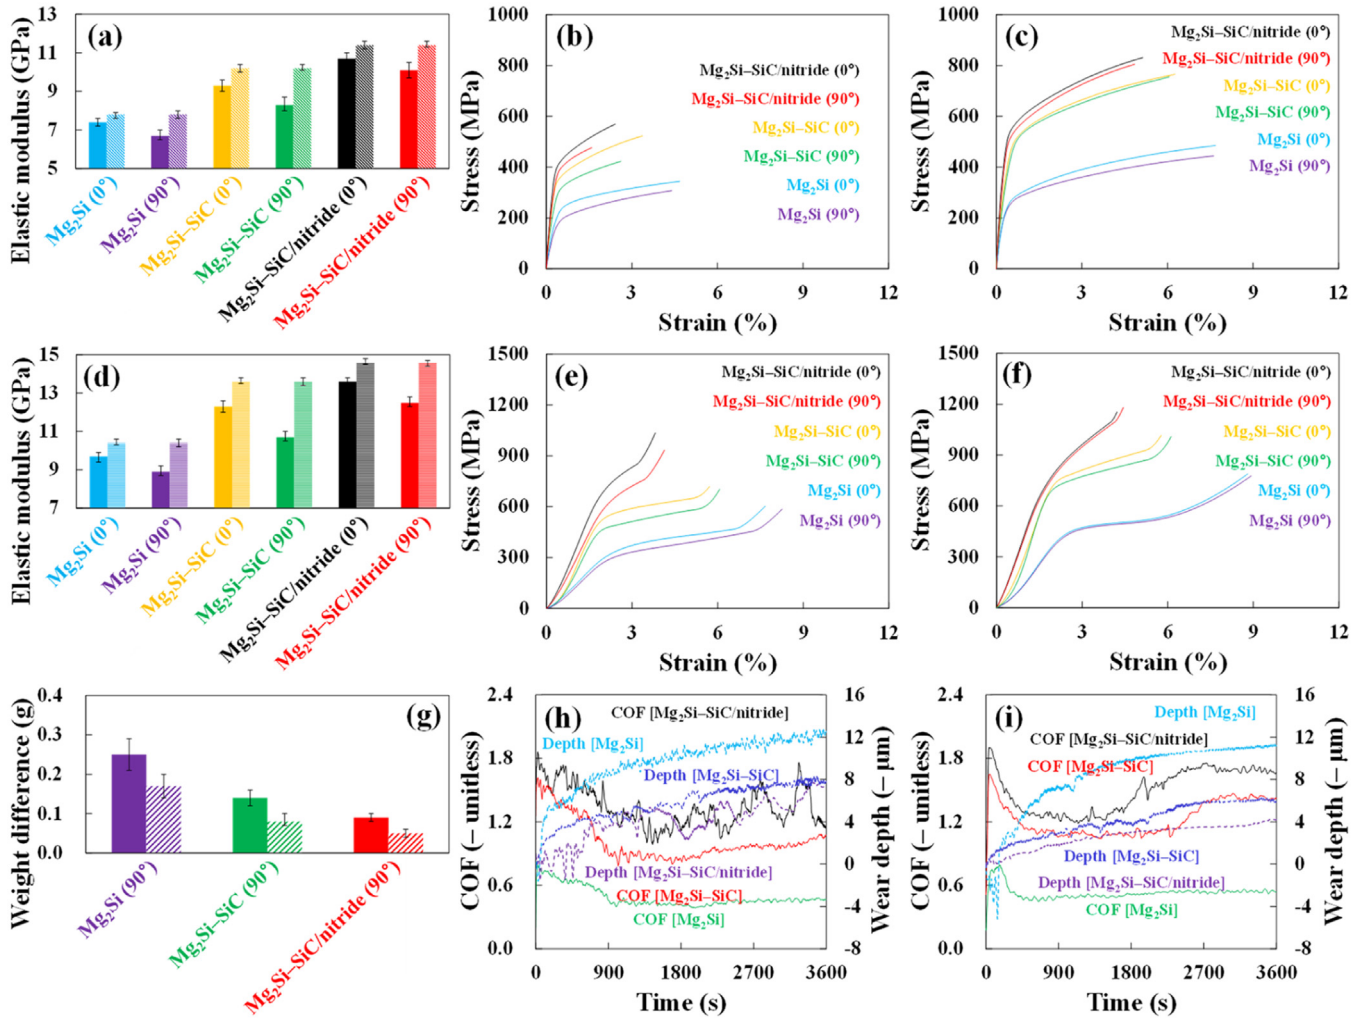 (a)
Elastic modulus (GPa)
13
11
9
7
5
Mg₂Si (0°)
Mg₂Si (90°)
Mg₂Si–SiC (0°)
Mg₂Si–SiC (90°)
Mg₂Si–SiC/nitride (0°)
Mg₂Si–SiC/nitride (90°)
(b)
Stress (MPa)
1000
800
600
400
200
0
Mg₂Si–SiC/nitride (0°)
Mg₂Si–SiC/nitride (90°)
Mg₂Si–SiC (0°)
Mg₂Si–SiC (90°)
Mg₂Si (0°)
Mg₂Si (90°)
0 3 6 9 12
Strain (%)
(c)
Stress (MPa)
1000
800
600
400
200
0
Mg₂Si–SiC/nitride (0°)
Mg₂Si–SiC/nitride (90°)
Mg₂Si–SiC (0°)
Mg₂Si–SiC (90°)
Mg₂Si (0°)
Mg₂Si (90°)
0 3 6 9 12
Strain (%)
(d)
Elastic modulus (GPa)
15
13
11
9
7
Mg₂Si (0°)
Mg₂Si (90°)
Mg₂Si–SiC (0°)
Mg₂Si–SiC (90°)
Mg₂Si–SiC/nitride (0°)
Mg₂Si–SiC/nitride (90°)
(e)
Stress (MPa)
1500
1200
900
600
300
0
Mg₂Si–SiC/nitride (0°)
Mg₂Si–SiC/nitride (90°)
Mg₂Si–SiC (0°)
Mg₂Si–SiC (90°)
Mg₂Si (0°)
Mg₂Si (90°)
0 3 6 9 12
Strain (%)
(f)
Stress (MPa)
1500
1200
900
600
300
0
Mg₂Si–SiC/nitride (0°)
Mg₂Si–SiC/nitride (90°)
Mg₂Si–SiC (0°)
Mg₂Si–SiC (90°)
Mg₂Si (0°)
Mg₂Si (90°)
0 3 6 9 12
Strain (%)
(g)
Weight difference (g)
0.4
0.3
0.2
0.1
0.0
Mg₂Si (90°)
Mg₂Si–SiC (90°)
Mg₂Si–SiC/nitride (90°)
(h)
COF (– unitless)
2.4
1.8
1.2
0.6
0.0
COF [Mg₂Si–SiC/nitride]
Depth [Mg₂Si]
Depth [Mg₂Si–SiC]
Depth [Mg₂Si–SiC/nitride]
COF [Mg₂Si–SiC]
COF [Mg₂Si]
16
12
8
4
0
-4
-8
Wear depth (– μm)
0 900 1800 2700 3600
Time (s)
(i)
COF (– unitless)
2.4
1.8
1.2
0.6
0.0
Depth [Mg₂Si]
COF [Mg₂Si–SiC/nitride]
COF [Mg₂Si–SiC]
Depth [Mg₂Si–SiC]
Depth [Mg₂Si–SiC/nitride]
COF [Mg₂Si]
16
12
8
4
0
-4
-8
Wear depth (– μm)
0 900 1800 2700 3600
Time (s)